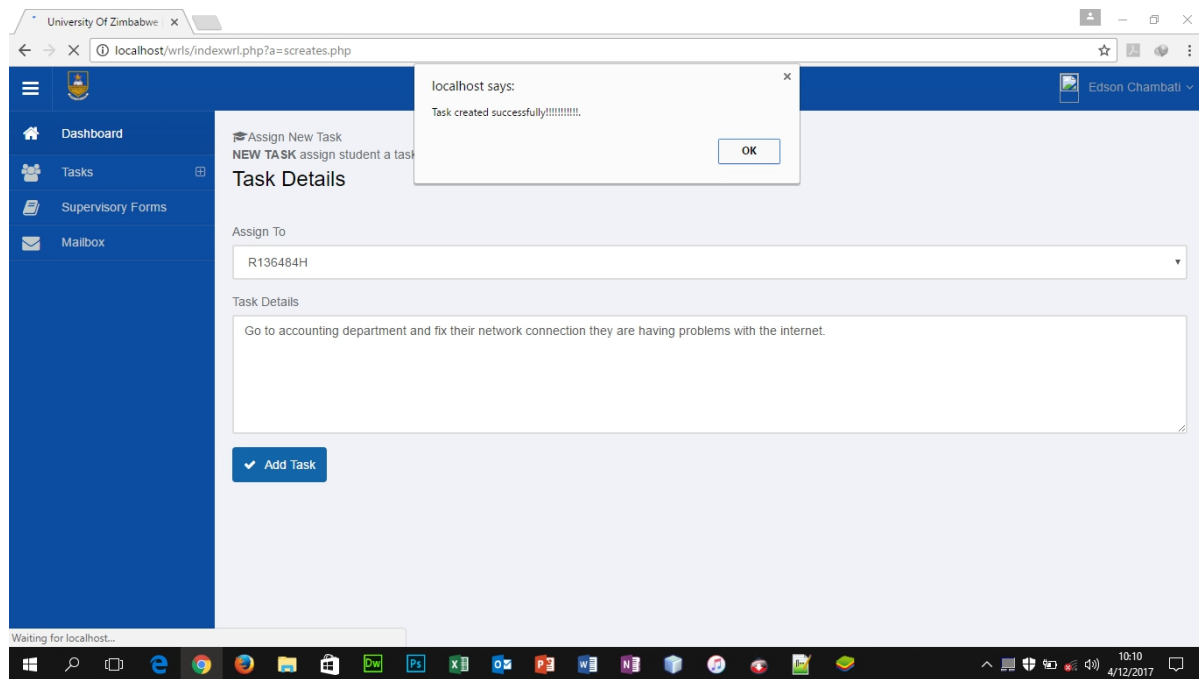 University Of Zimbabwe
localhost/wrls/indexwrl.php?a=screates.php
localhost says:
Task created successfully!!!!!!!!!!!.
OK
Edson Chambati
Dashboard
Tasks
Supervisory Forms
Mailbox
Assign New Task
NEW TASK assign student a task
Task Details
Assign To
R136484H
Task Details
Go to accounting department and fix their network connection they are having problems with the internet.
Add Task
Waiting for localhost...
Dw
Ps
10:10
4/12/2017